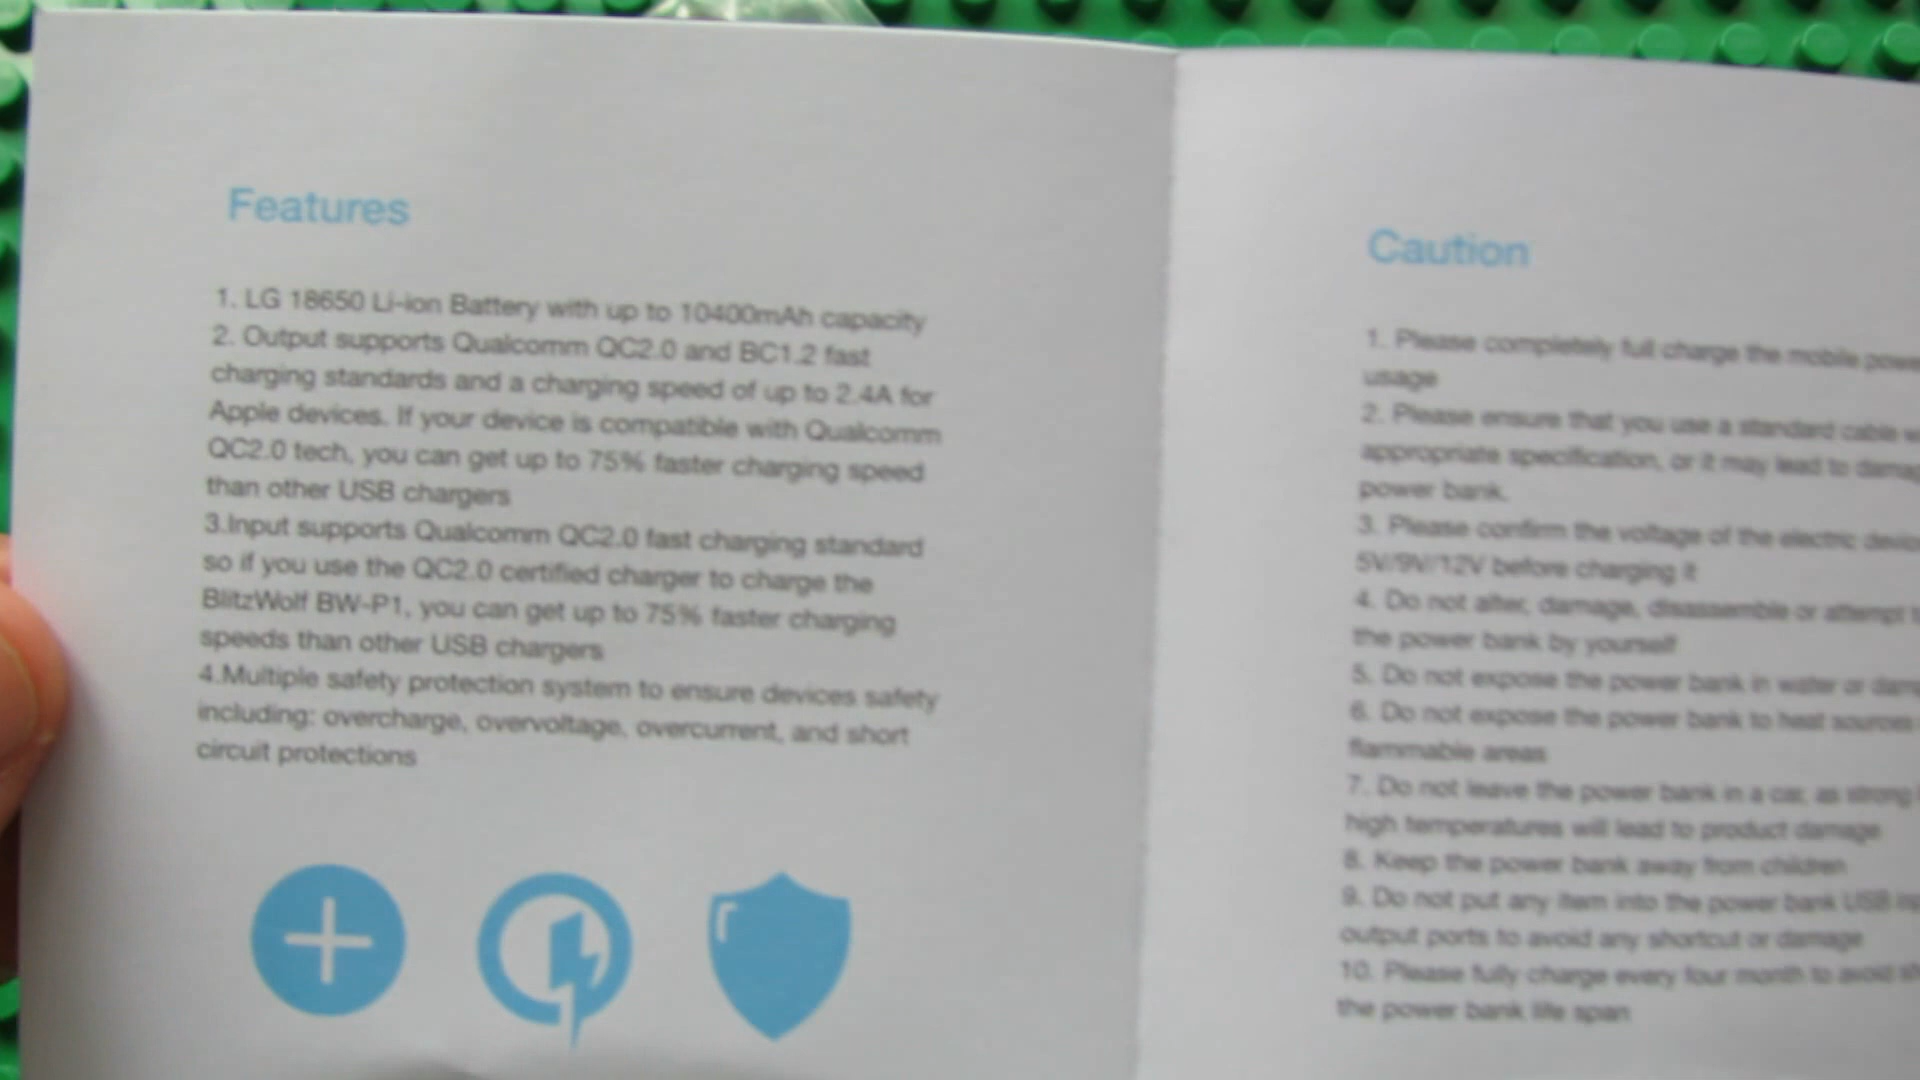 Features
1. LG 18650 Li-ion Battery with up to 10400mAh capacity
2. Output supports Qualcomm QC2.0 and BC1.2 fast
charging standards and a charging speed of up to 2.4A for
Apple devices. If your device is compatible with Qualcomm
QC2.0 tech, you can get up to 75% faster charging speed
than other USB chargers
3.Input supports Qualcomm QC2.0 fast charging standard
so if you use the QC2.0 certified charger to charge the
BlitzWolf BW-P1, you can get up to 75% faster charging
speeds than other USB chargers
4.Multiple safety protection system to ensure devices safety
including: overcharge, overvoltage, overcurrent, and short
circuit protections
Caution
1. Please completely full charge the mobile
usage
2. Please ensure that you use a standard cable
appropriate specification, or it may lead to
power bank.
3. Please confirm the voltage of the electric
5V/9V/12V before charging it
4. Do not alter, damage, disassemble or attempt
the power bank by yourself
5. Do not expose the power bank in water or
6. Do not expose the power bank to heat sources
flammable areas
7. Do not leave the power bank in a car, as strong
high temperatures will lead to product damage
8. Keep the power bank away from children
9. Do not put any item into the power bank USB
output ports to avoid any shortcut or damage
10. Please fully charge every four month to avoid
the power bank life span